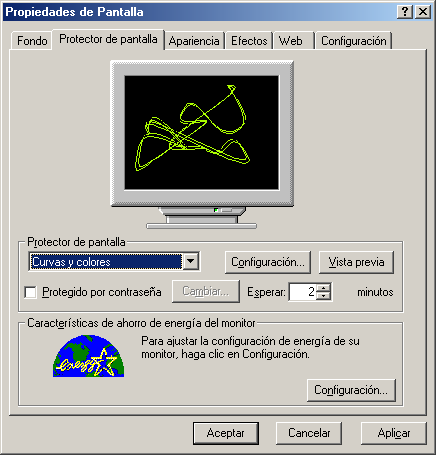 Propiedades de Pantalla
Fondo Protector de pantalla Apariencia Efectos Web Configuración
Protector de pantalla
Curvas y colores Configuración... Vista previa
Protegido por contraseña Cambiar... Esperar: 2 minutos
Características de ahorro de energía del monitor
Para ajustar la configuración de energía de su
monitor, haga clic en Configuración.
energy
Configuración...
Aceptar Cancelar Aplicar